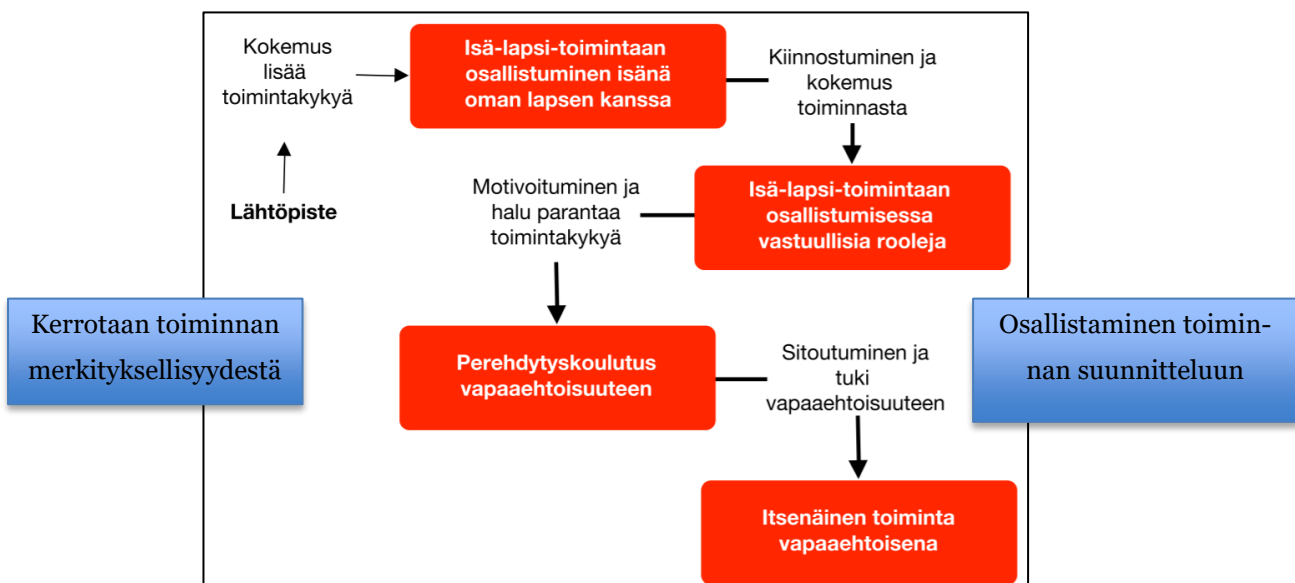 Kokemus
lisää
toimintakykyä
Isä-lapsi-toimintaan
osallistuminen isänä
oman lapsen kanssa
Kiinnostuminen ja
kokemus
toiminnasta
Lähtöpiste
Motivoituminen ja
halu parantaa
toimintakykyä
Isä-lapsi-toimintaan
osallistumisessa
vastuullisia rooleja
Kerrotaan toiminnan
merkityksellisyydestä
Osallistaminen toimin-
nan suunnitteluun
Perehdytyskoulutus
vapaaehtoisuuteen
Sitoutuminen ja
tuki
vapaaehtoisuuteen
Itsenäinen toiminta
vapaaehtoisena